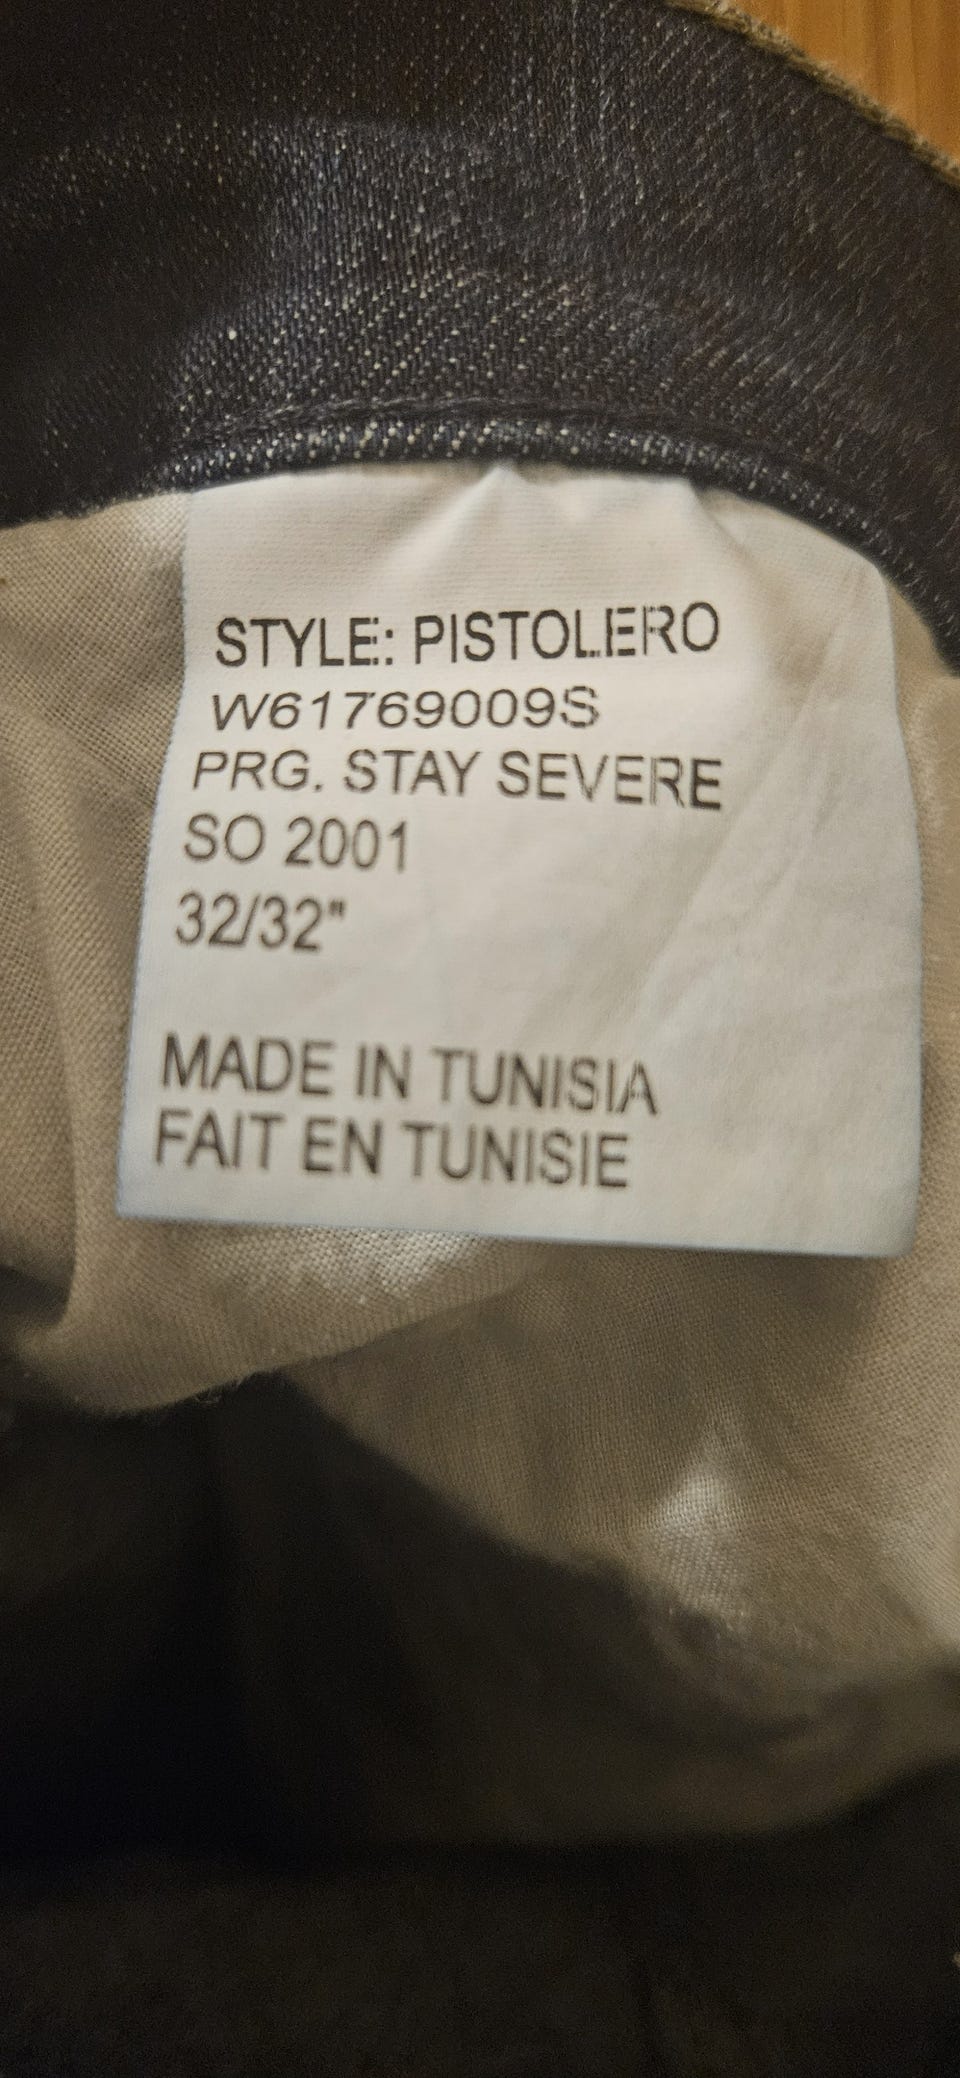 STYLE: PISTOLERO
W61769009S
PRG. STAY SEVERE
SO 2001
32/32"
MADE IN TUNISIA
FAIT EN TUNISIE